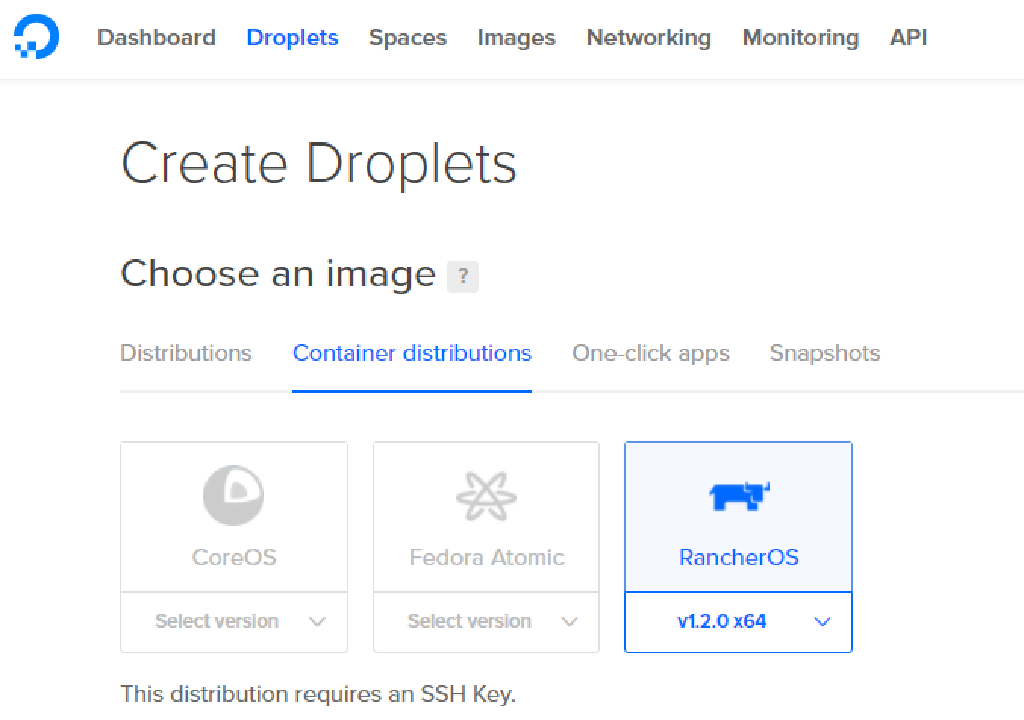 Dashboard Droplets Spaces Images Networking Monitoring API
Create Droplets
Choose an image ?
Distributions Container distributions One-click apps Snapshots
CoreOS Fedora Atomic RancherOS
Select version Select version v1.2.0 x64
This distribution requires an SSH Key.